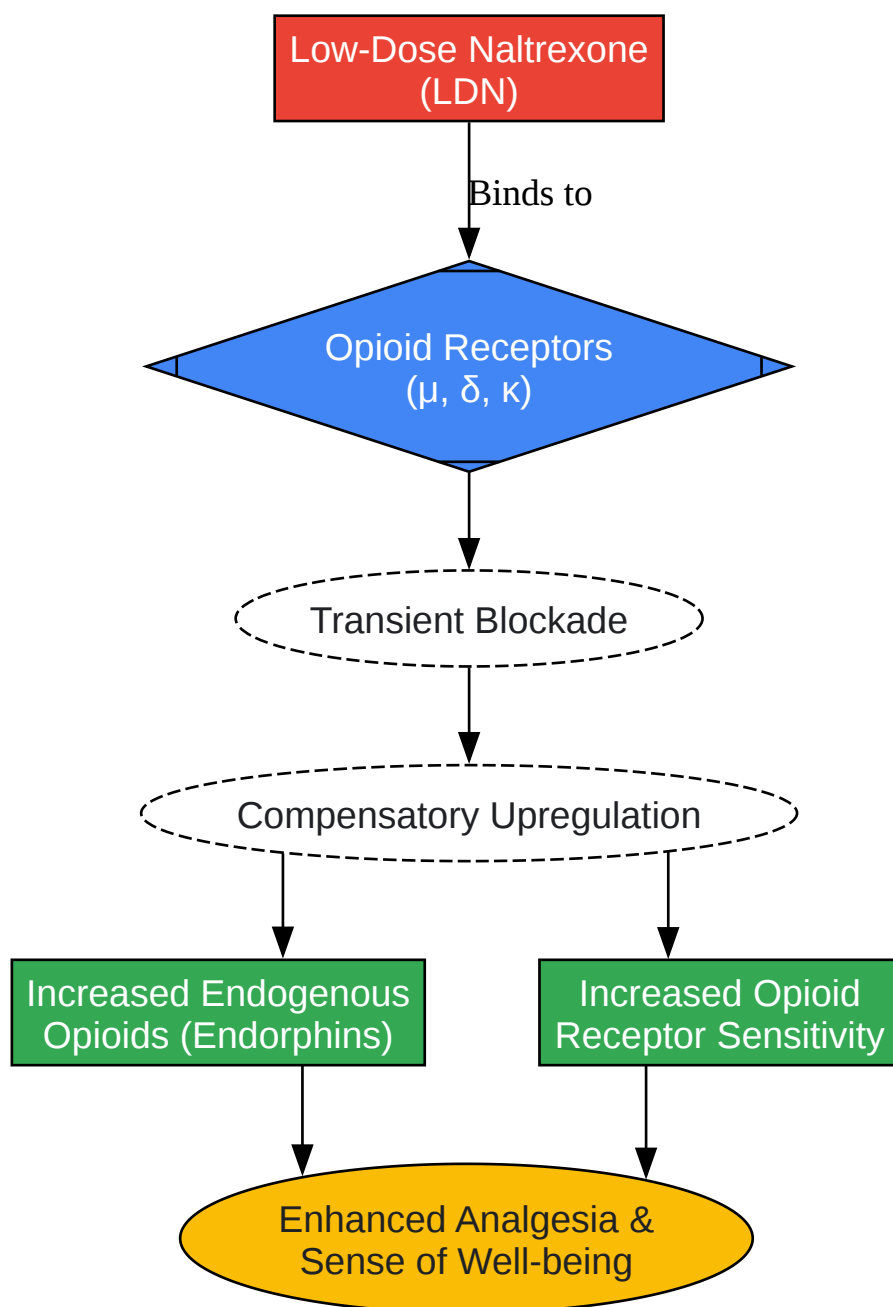 Low-Dose Naltrexone
(LDN)
Binds to
Opioid Receptors
(μ, δ, κ)
Transient Blockade
Compensatory Upregulation
Increased Endogenous
Opioids (Endorphins)
Increased Opioid
Receptor Sensitivity
Enhanced Analgesia &
Sense of Well-being